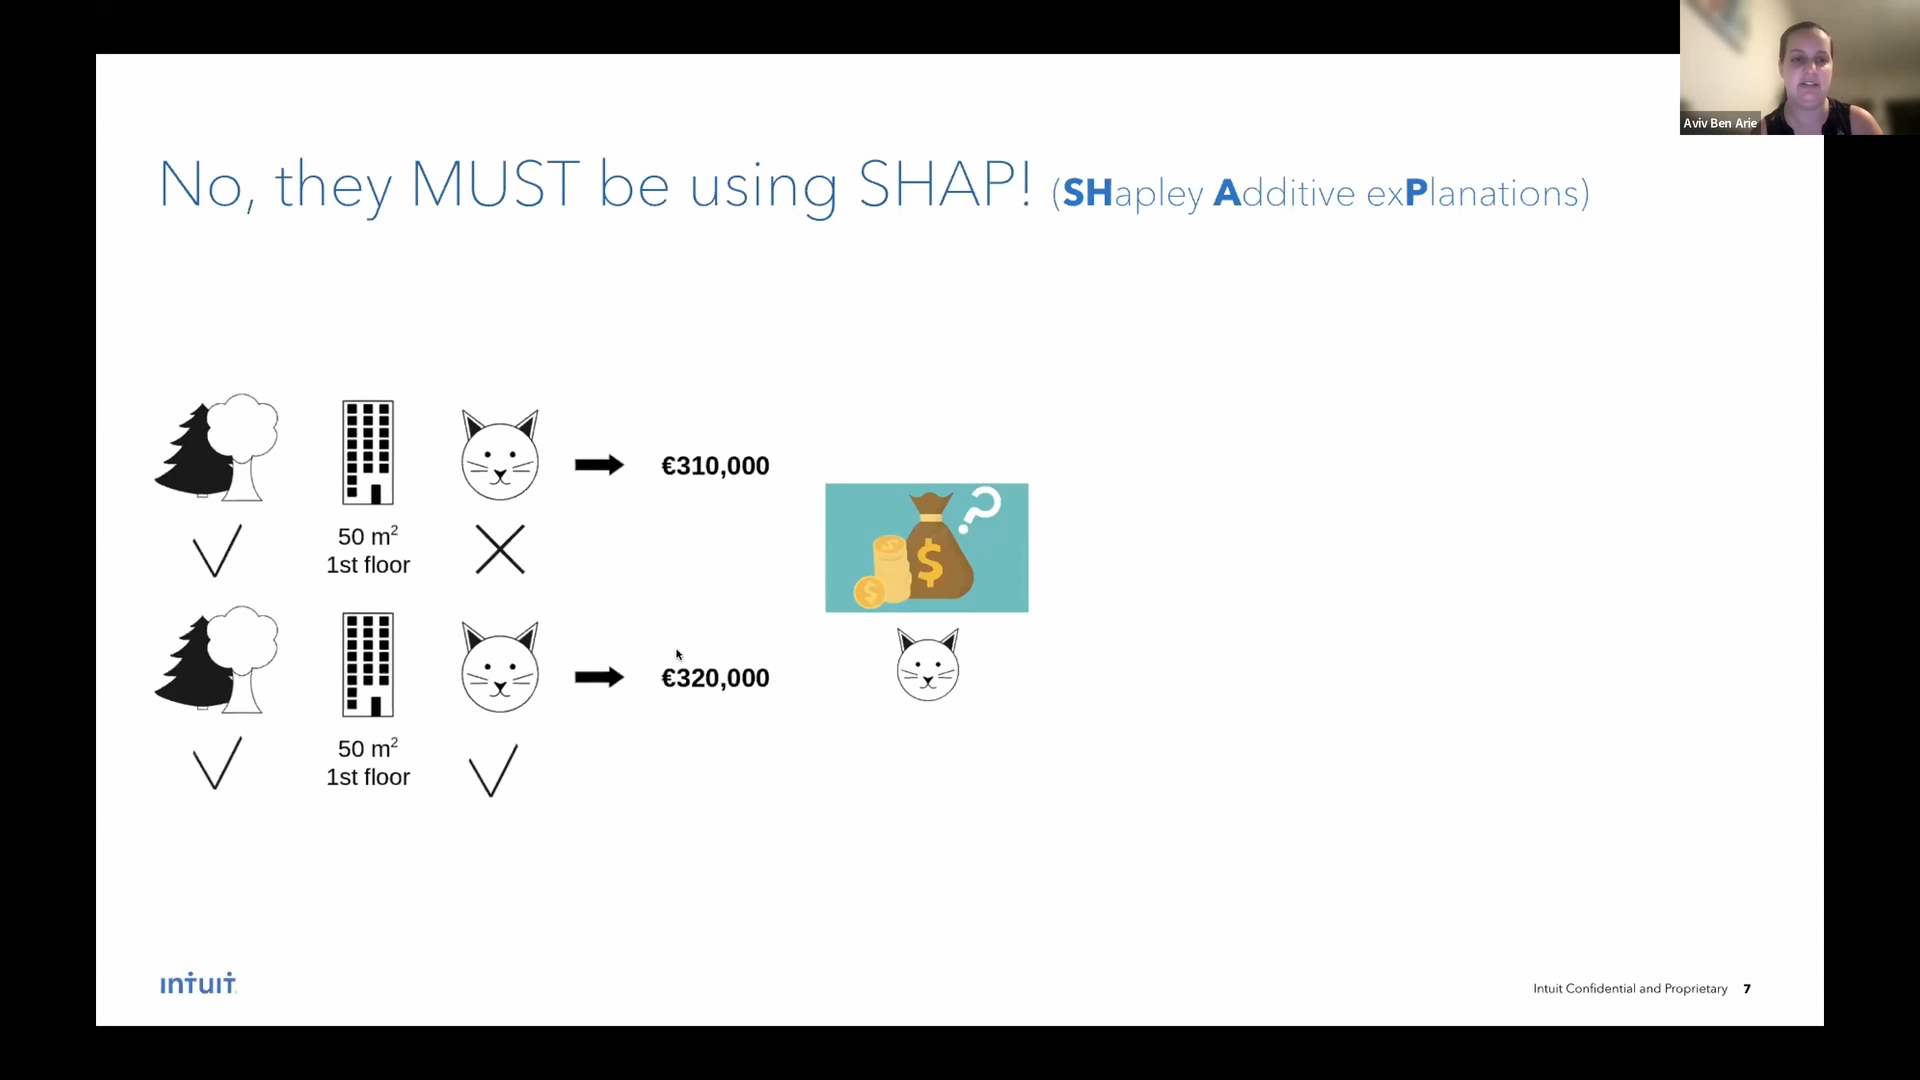 Aviv Ben Arie
No, they MUST be using SHAP! (SHapley Additive exPlanations)
€310,000
50 m²
1st floor
$
$
$
?
€320,000
50 m²
1st floor
ıntuıt
Intuit Confidential and Proprietary 7